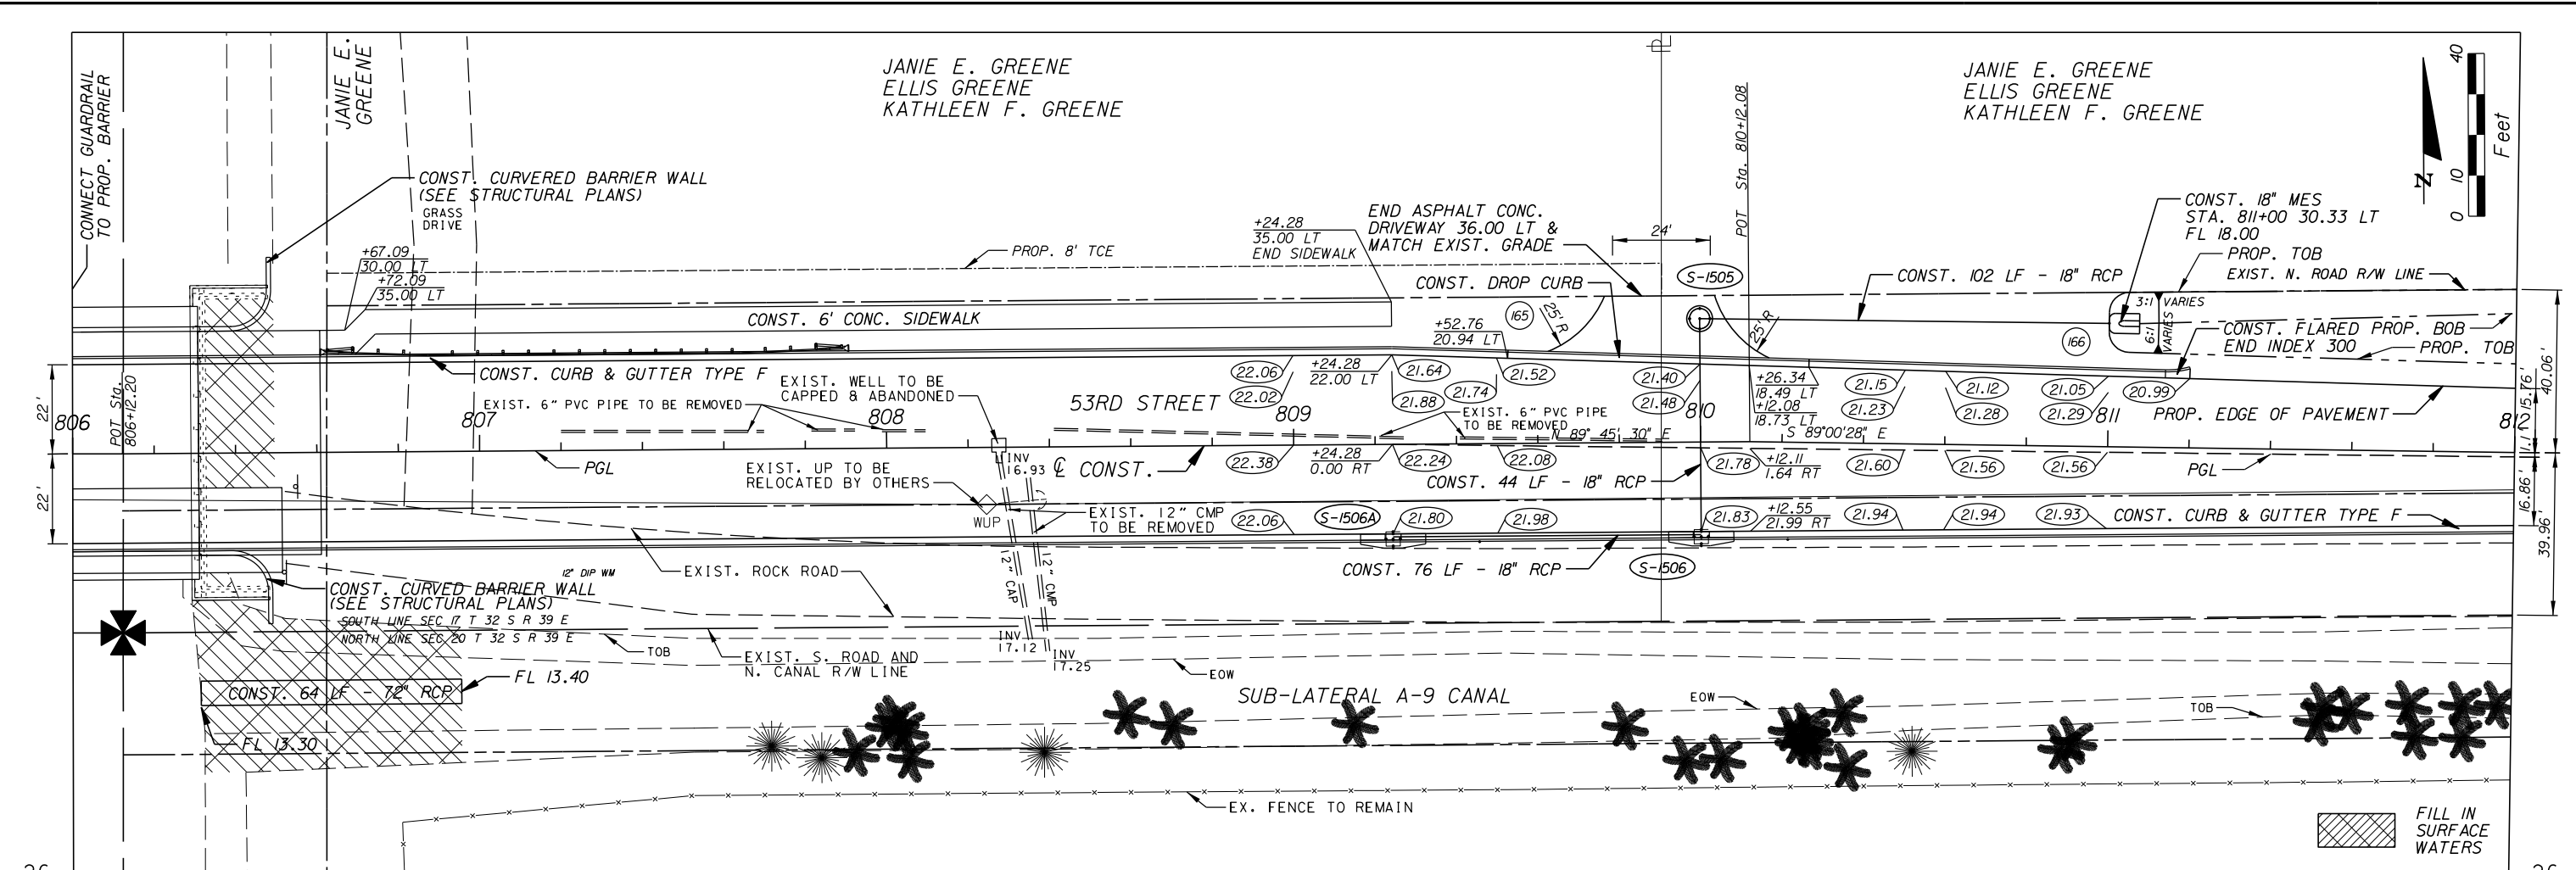 CONNECT GUARDRAIL
TO PROP. BARRIER
JANIE E.
GREENE
JANIE E. GREENE
ELLIS GREENE
KATHLEEN F. GREENE
JANIE E. GREENE
ELLIS GREENE
KATHLEEN F. GREENE
PL
POT Sta. 810+12.08
40
10
0
Feet
N
CONST. CURVERED BARRIER WALL
(SEE STRUCTURAL PLANS)
GRASS
DRIVE
+67.09
30.00 LT
+72.09
35.00 LT
PROP. 8' TCE
+24.28
35.00 LT
END SIDEWALK
END ASPHALT CONC.
DRIVEWAY 36.00 LT &
MATCH EXIST. GRADE
24'
CONST. DROP CURB
S-1505
CONST. 102 LF - 18" RCP
CONST. 18" MES
STA. 811+00 30.33 LT
FL 18.00
PROP. TOB
EXIST. N. ROAD R/W LINE
3:1 VARIES
6:1
VARIES
CONST. FLARED PROP. BOB
END INDEX 300
PROP. TOB
CONST. 6' CONC. SIDEWALK
165
25' R
25' R
166
+52.76
20.94 LT
CONST. CURB & GUTTER TYPE F
EXIST. WELL TO BE
CAPPED & ABANDONED
EXIST. 6" PVC PIPE TO BE REMOVED
53RD STREET
22.06
22.02
+24.28
22.00 LT
21.64
21.88
21.74
21.52
21.40
21.48
+26.34
18.49 LT
+12.08
18.73 LT
21.15
21.23
21.12
21.28
21.05
21.29
20.99
PROP. EDGE OF PAVEMENT
EXIST. 6" PVC PIPE
TO BE REMOVED
22'
22'
POT Sta.
806+12.20
806
807
808
809
810
811
812
N 89° 45' 30" E
S 89°00'28" E
15.76'
40.06'
16.86'
39.96'
PGL
EXIST. UP TO BE
RELOCATED BY OTHERS
WUP
INV
16.93
CL CONST.
22.38
+24.28
0.00 RT
22.24
22.08
21.78
+12.11
1.64 RT
21.60
21.56
21.56
PGL
CONST. 44 LF - 18" RCP
EXIST. 12" CMP
TO BE REMOVED
22.06
S-1506A
21.80
21.98
21.83
+12.55
21.99 RT
21.94
21.94
21.93
CONST. CURB & GUTTER TYPE F
12" CAP
12" CMP
CONST. 76 LF - 18" RCP
S-1506
EXIST. ROCK ROAD
12" DIP WM
CONST. CURVED BARRIER WALL
(SEE STRUCTURAL PLANS)
SOUTH LINE SEC 17 T 32 S R 39 E
NORTH LINE SEC 20 T 32 S R 39 E
TOB
EXIST. S. ROAD AND
N. CANAL R/W LINE
INV
17.12
INV
17.25
EOW
FL 13.40
CONST. 64 LF - 72" RCP
FL 13.30
SUB-LATERAL A-9 CANAL
EOW
TOB
EX. FENCE TO REMAIN
FILL IN
SURFACE
WATERS